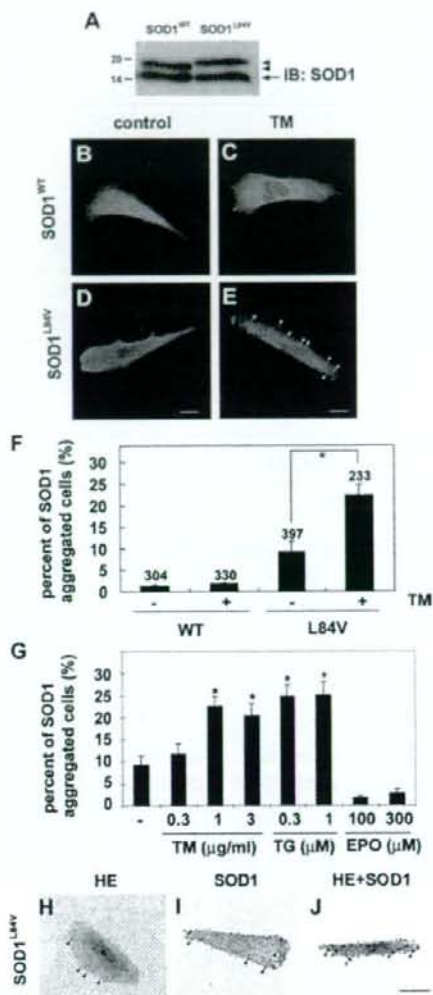 A
SOD1WT SOD1L84V
20
14
IB: SOD1
control TM
B
C
SOD1WT
D
E
SOD1L84V
F
percent of SOD1
aggregated cells (%)
30
25
20
15
10
5
0
304
330
397
*
233
- + - + TM
WT L84V
G
percent of SOD1
aggregated cells (%)
30
25
20
15
10
5
0
* * * *
- 0.3 1 3 0.3 1 100 300
TM (μg/ml) TG (μM) EPO (μM)
HE SOD1 HE+SOD1
H
I
J
SOD1L84V